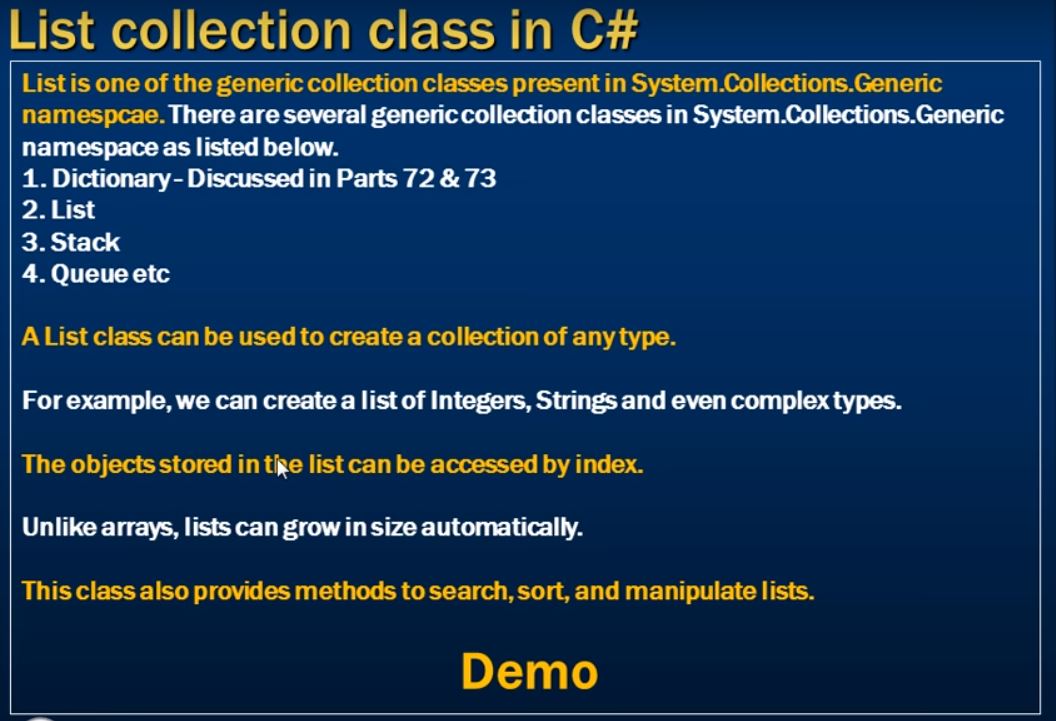 List collection class in C#
List is one of the generic collection classes present in System.Collections.Generic
namespcae. There are several generic collection classes in System.Collections.Generic
namespace as listed below.
1. Dictionary - Discussed in Parts 72 & 73
2. List
3. Stack
4. Queue etc
A List class can be used to create a collection of any type.
For example, we can create a list of Integers, Strings and even complex types.
The objects stored in the list can be accessed by index.
Unlike arrays, lists can grow in size automatically.
This class also provides methods to search, sort, and manipulate lists.
Demo